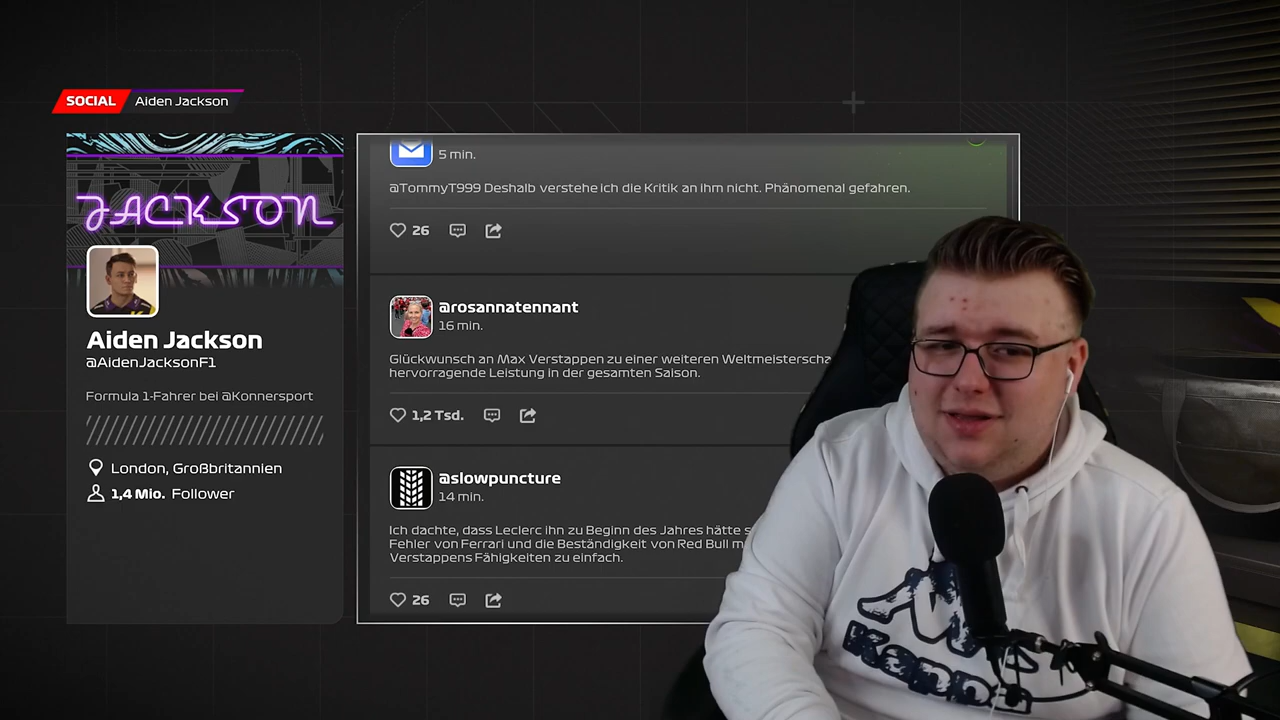 SOCIAL Aiden Jackson
JACKSON
Aiden Jackson
@AidenJacksonF1
Formula 1-Fahrer bei @Konnersport
London, Großbritannien
1,4 Mio. Follower
5 min.
@TommyT999 Deshalb verstehe ich die Kritik an ihm nicht. Phänomenal gefahren.
26
@rosannatennant
16 min.
Glückwunsch an Max Verstappen zu einer weiteren
hervorragende Leistung in der gesamten Saison.
1,2 Tsd.
@slowpuncture
14 min.
Ich dachte, dass Leclerc ihn zu Beginn des Jahres hätte
Fehler von Ferrari und die Beständigkeit von Red Bull
Verstappens Fähigkeiten zu einfach.
26
Kappa